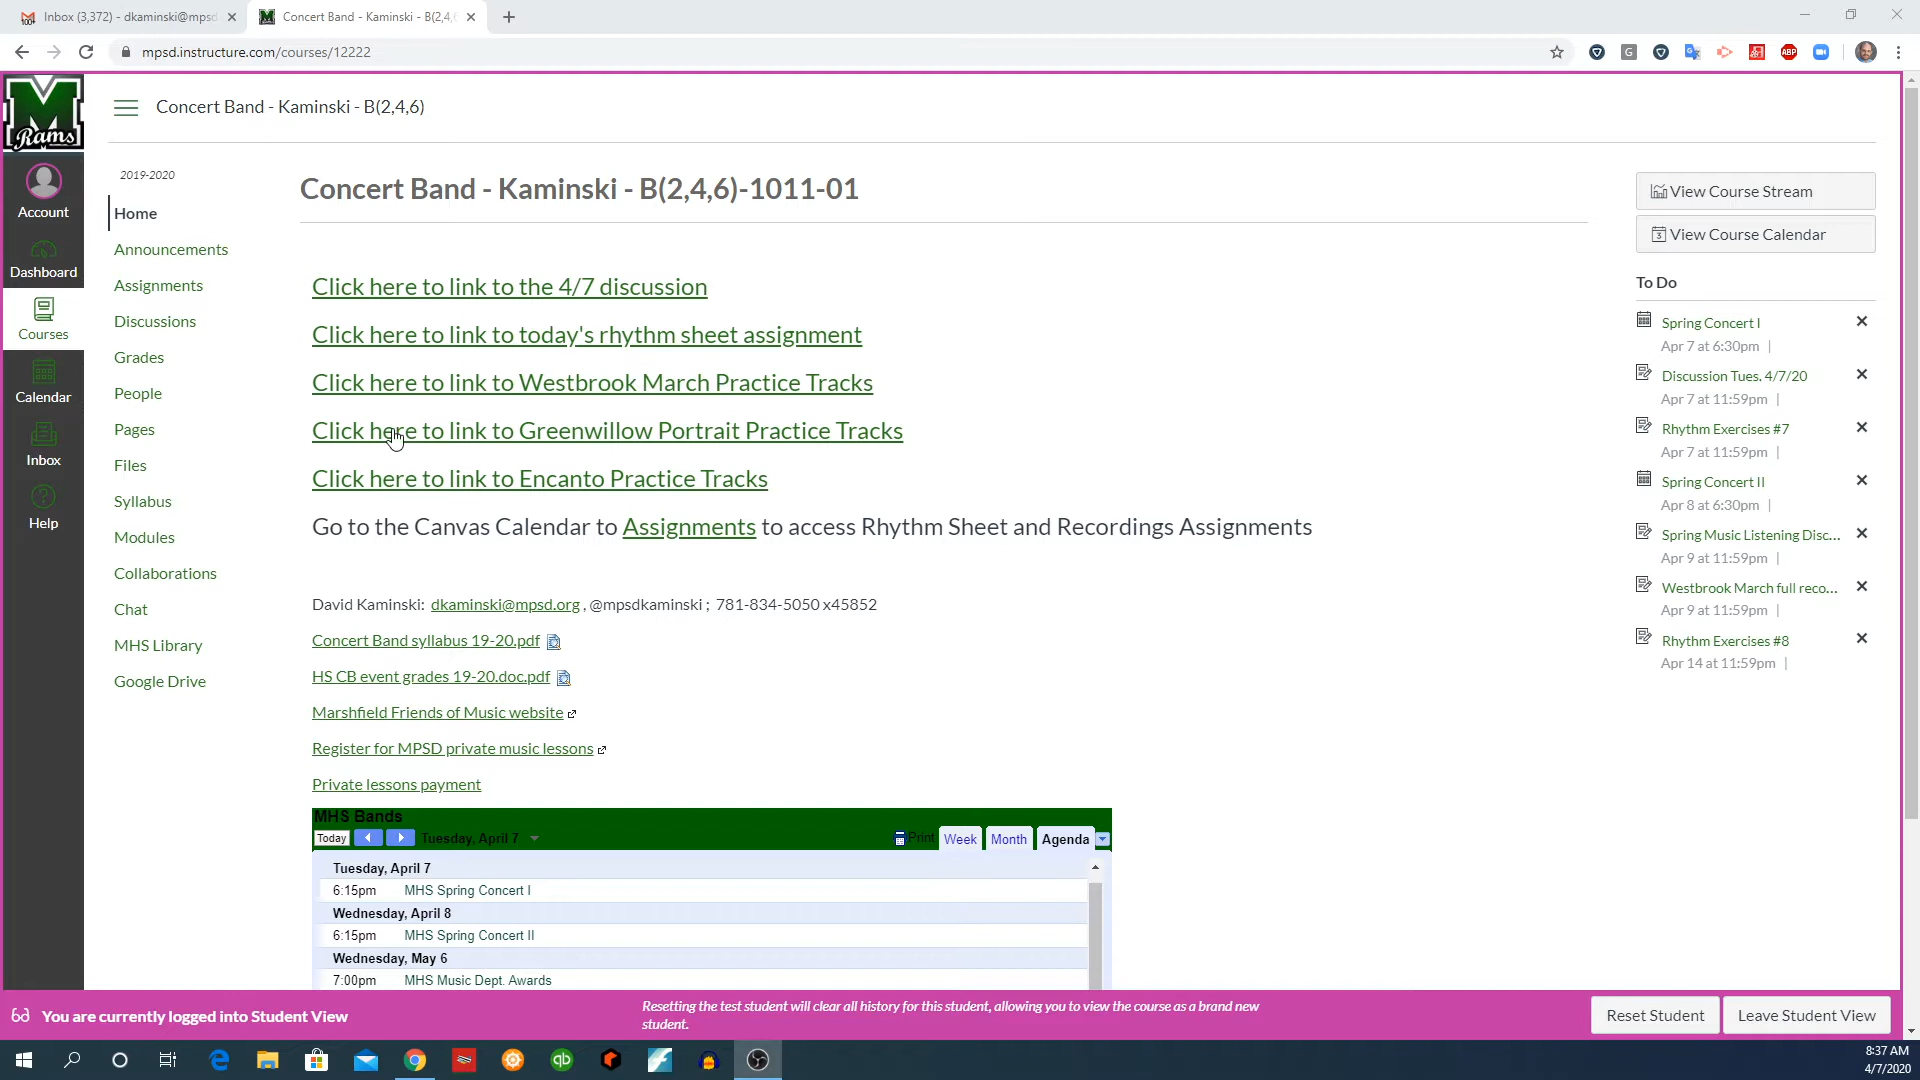 Inbox (3,372) - dkaminski@mpsd
Concert Band - Kaminski - B(2,4,6
mpsd.instructure.com/courses/12222
M
Rams
Concert Band - Kaminski - B(2,4,6)
Account
Dashboard
Courses
Calendar
Inbox
Help
2019-2020
Home
Announcements
Assignments
Discussions
Grades
People
Pages
Files
Syllabus
Modules
Collaborations
Chat
MHS Library
Google Drive
Concert Band - Kaminski - B(2,4,6)-1011-01
Click here to link to the 4/7 discussion
Click here to link to today's rhythm sheet assignment
Click here to link to Westbrook March Practice Tracks
Click here to link to Greenwillow Portrait Practice Tracks
Click here to link to Encanto Practice Tracks
Go to the Canvas Calendar to Assignments to access Rhythm Sheet and Recordings Assignments
David Kaminski: dkaminski@mpsd.org , @mpsdkaminski ; 781-834-5050 x45852
Concert Band syllabus 19-20.pdf
HS CB event grades 19-20.doc.pdf
Marshfield Friends of Music website
Register for MPSD private music lessons
Private lessons payment
MHS Bands
Today Tuesday, April 7 Print Week Month Agenda
Tuesday, April 7
6:15pm MHS Spring Concert I
Wednesday, April 8
6:15pm MHS Spring Concert II
Wednesday, May 6
7:00pm MHS Music Dept. Awards
View Course Stream
View Course Calendar
To Do
Spring Concert I
Apr 7 at 6:30pm |
Discussion Tues. 4/7/20
Apr 7 at 11:59pm |
Rhythm Exercises #7
Apr 7 at 11:59pm |
Spring Concert II
Apr 8 at 6:30pm |
Spring Music Listening Disc...
Apr 9 at 11:59pm |
Westbrook March full reco...
Apr 9 at 11:59pm |
Rhythm Exercises #8
Apr 14 at 11:59pm |
You are currently logged into Student View
Resetting the test student will clear all history for this student, allowing you to view the course as a brand new
student.
Reset Student
Leave Student View
8:37 AM
4/7/2020